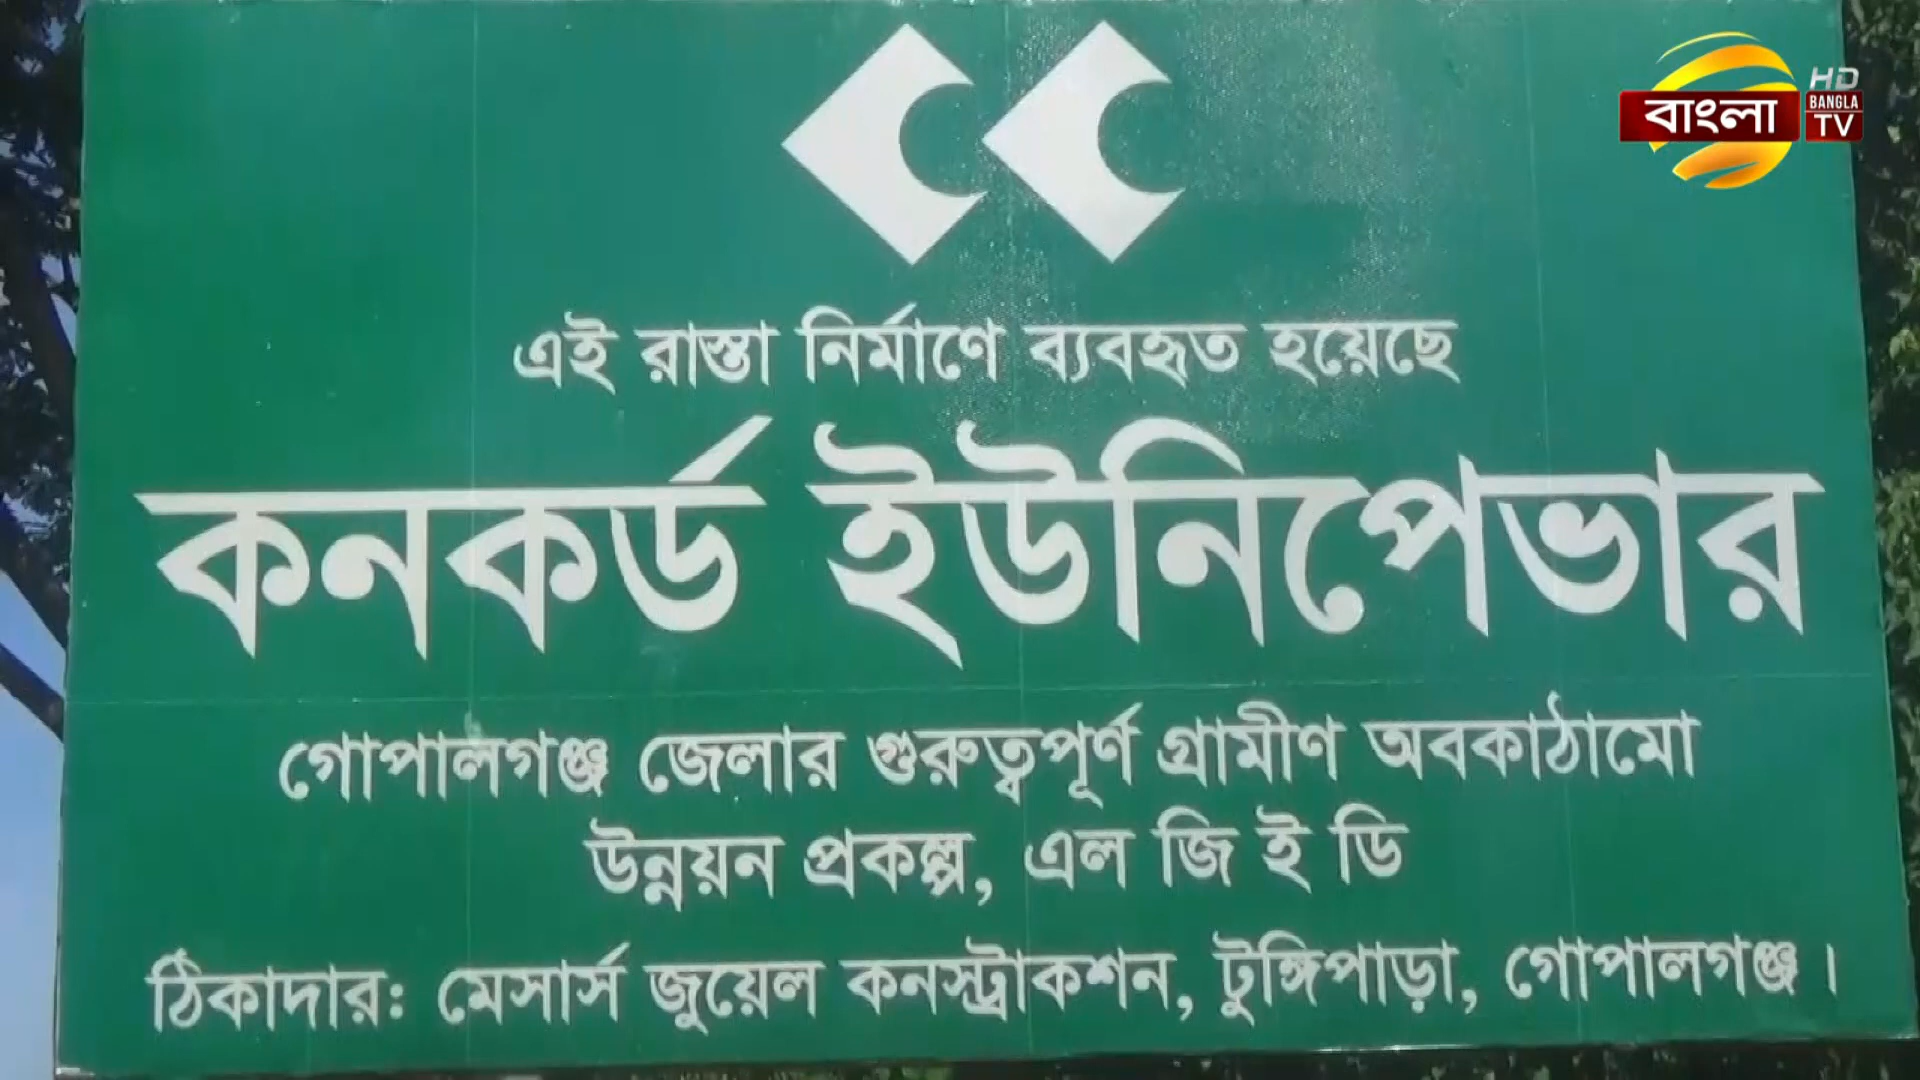 বাংলা
HD
BANGLA
TV
এই রাস্তা নির্মাণে ব্যবহৃত হয়েছে
কনকর্ড ইউনিপেভার
গোপালগঞ্জ জেলার গুরুত্বপূর্ণ গ্রামীণ অবকাঠামো
উন্নয়ন প্রকল্প, এল জি ই ডি
ঠিকাদার: মেসার্স জুয়েল কনস্ট্রাকশন, টুঙ্গিপাড়া, গোপালগঞ্জ।